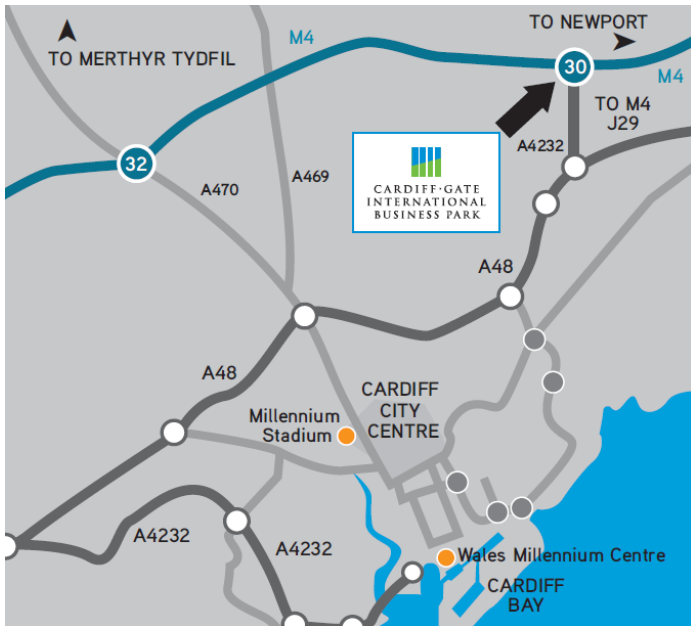 TO NEWPORT
M4
TO MERTHYR TYDFIL
30
M4
TO M4
J29
A4232
32
CARDIFF·GATE
INTERNATIONAL
BUSINESS PARK
A470
A469
A48
A48
CARDIFF
CITY
CENTRE
Millennium
Stadium
A4232
A4232
Wales Millennium Centre
CARDIFF
BAY